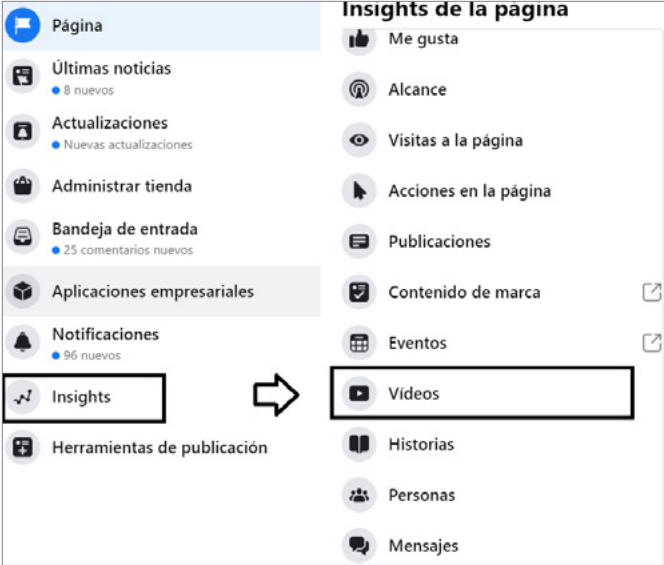 Página
Últimas noticias
8 nuevos
Actualizaciones
Nuevas actualizaciones
Administrar tienda
Bandeja de entrada
25 comentarios nuevos
Aplicaciones empresariales
Notificaciones
96 nuevos
Insights
Herramientas de publicación
Insights de la página
Me gusta
Alcance
Visitas a la página
Acciones en la página
Publicaciones
Contenido de marca
Eventos
Vídeos
Historias
Personas
Mensajes